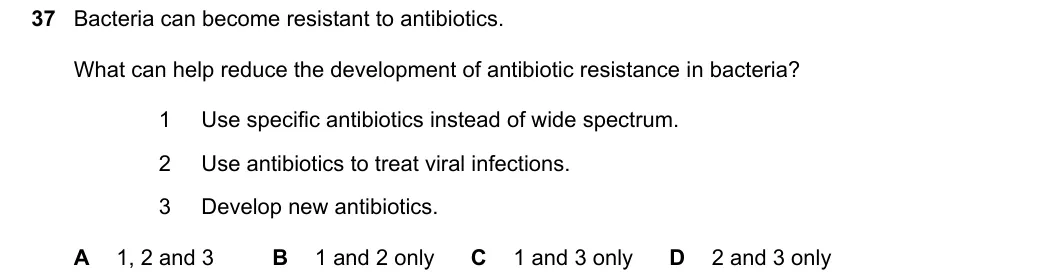 37 Bacteria can become resistant to antibiotics.
What can help reduce the development of antibiotic resistance in bacteria?
1 Use specific antibiotics instead of wide spectrum.
2 Use antibiotics to treat viral infections.
3 Develop new antibiotics.
A 1, 2 and 3 B 1 and 2 only C 1 and 3 only D 2 and 3 only